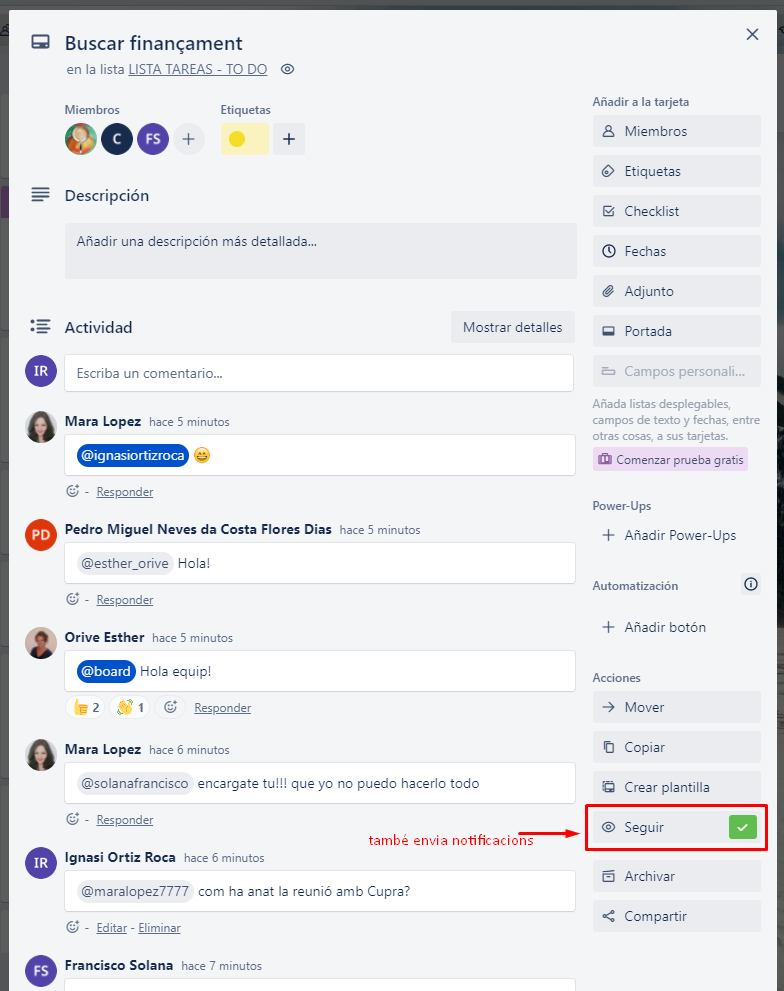 Buscar finançament
en la lista LISTA TAREAS - TO DO
Miembros
Etiquetas
C
FS
Descripción
Añadir una descripción más detallada...
Actividad
Mostrar detalles
IR
Escriba un comentario...
Mara Lopez hace 5 minutos
@ignasiortizroca 😄
- Responder
PD
Pedro Miguel Neves da Costa Flores Dias hace 5 minutos
@esther_orive Hola!
- Responder
Orive Esther hace 5 minutos
@board Hola equip!
👍 2 👋 1 Responder
Mara Lopez hace 6 minutos
@solanafrancisco encargate tu!!! que yo no puedo hacerlo todo
- Responder
IR
Ignasi Ortiz Roca hace 6 minutos
@maralopez7777 com ha anat la reunió amb Cupra?
- Editar - Eliminar
FS
Francisco Solana hace 7 minutos
Añadir a la tarjeta
Miembros
Etiquetas
Checklist
Fechas
Adjunto
Portada
Campos personali...
Añada listas desplegables,
campos de texto y fechas, entre
otras cosas, a sus tarjetas.
Comenzar prueba gratis
Power-Ups
+ Añadir Power-Ups
Automatización
+ Añadir botón
Acciones
Mover
Copiar
Crear plantilla
també envia notificacions
Seguir
Archivar
Compartir